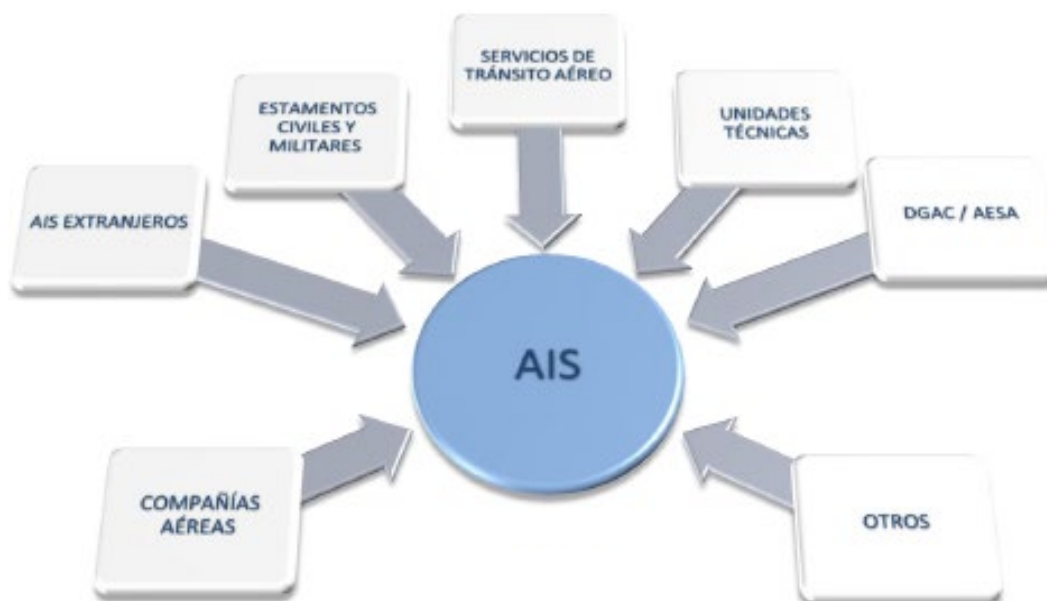 SERVICIOS DE
TRÁNSITO AÉREO
ESTAMENTOS
CIVILES Y
MILITARES
UNIDADES
TÉCNICAS
AIS EXTRANJEROS
DGAC / AESA
AIS
COMPAÑÍAS
AÉREAS
OTROS